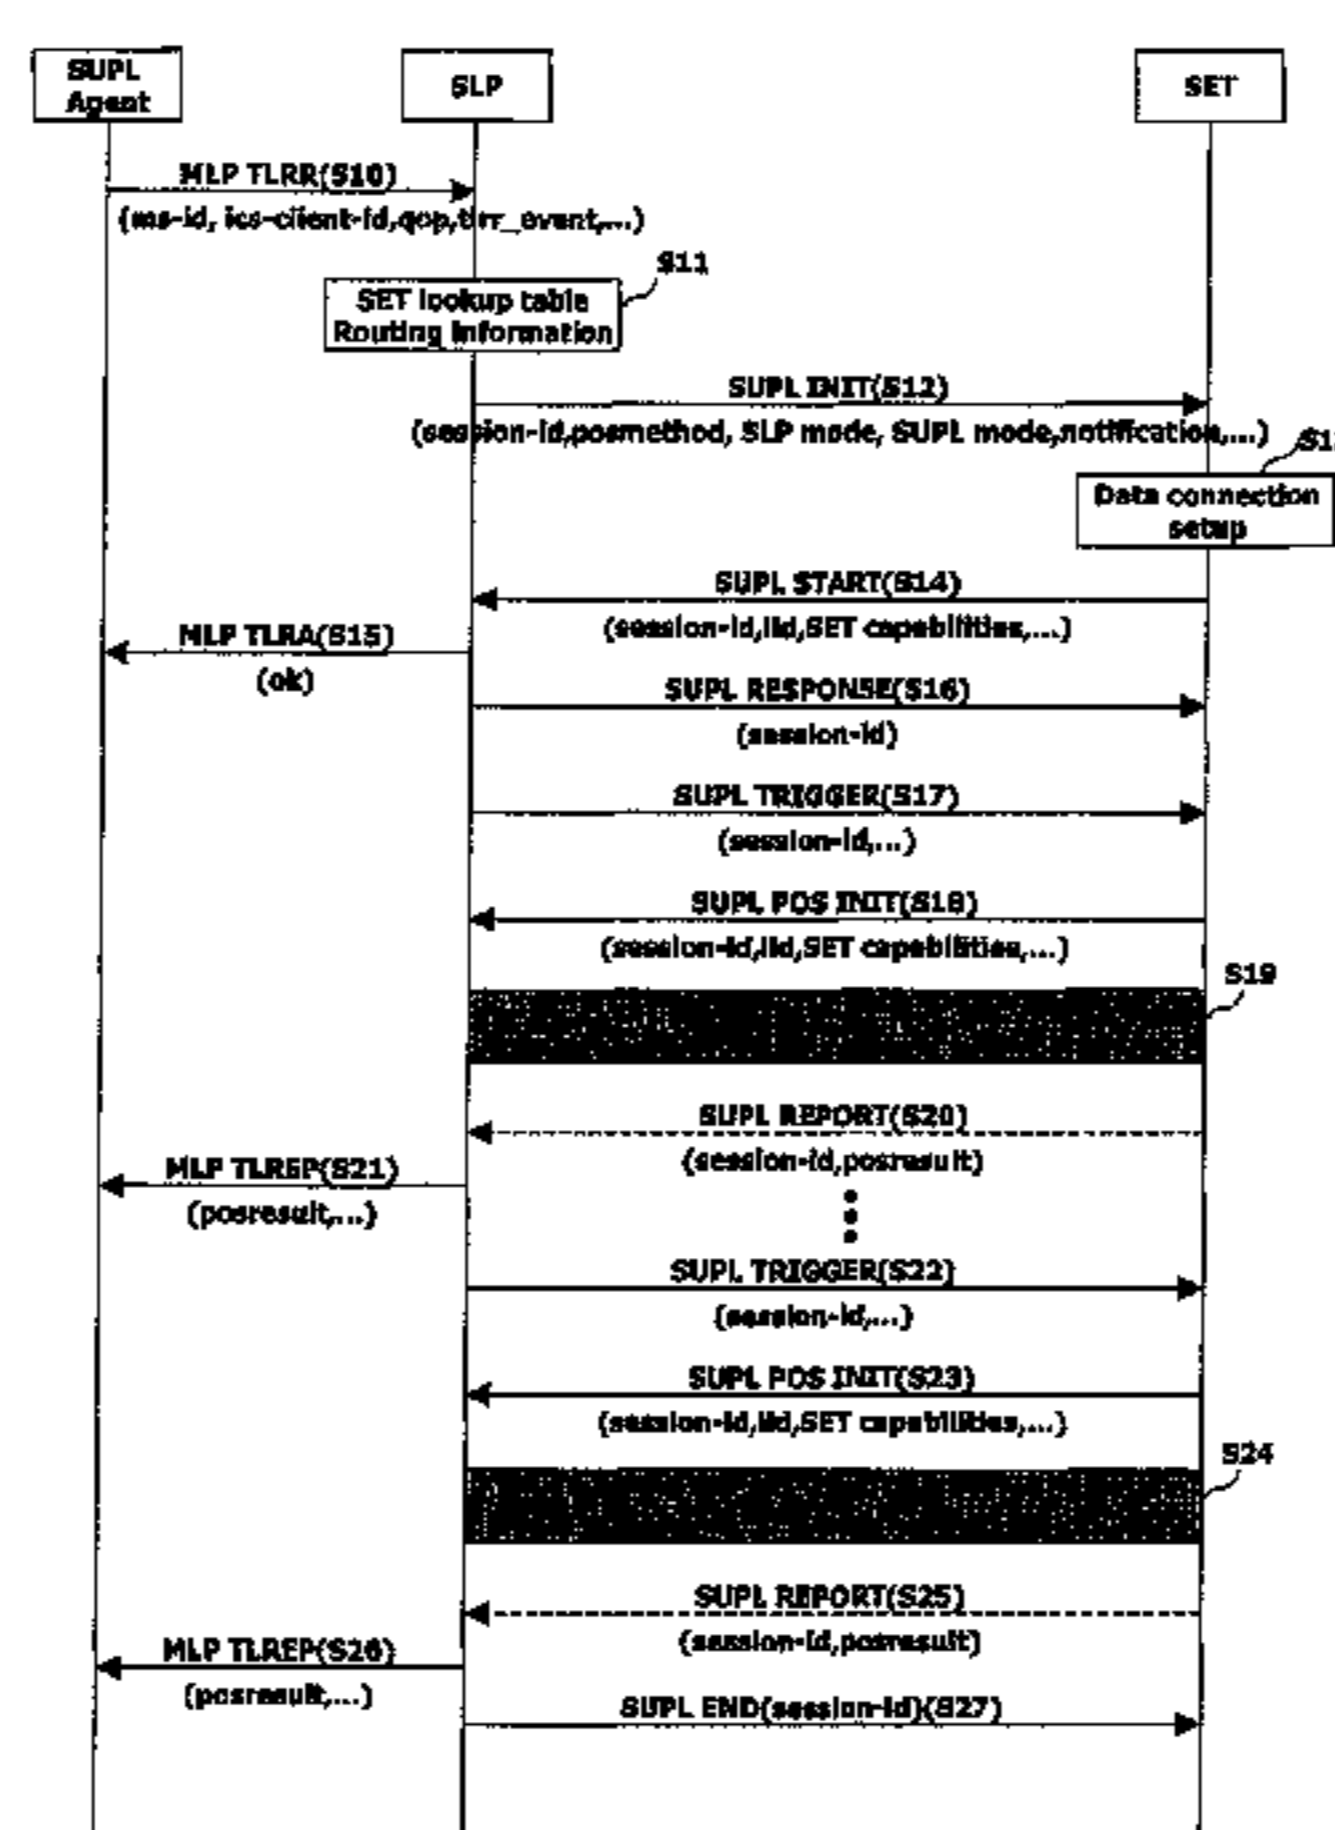 SUPL
Agent
SLP
SET
MLP TLRR(S10)
(ms-id, ics-client-id,qop,tlrr_event,...)
S11
SET lookup table
Routing Information
SUPL INIT(S12)
(session-id,posmethod, SLP mode, SUPL mode,notification,...)
Data connection
setup
SUPL START(S14)
(session-id,lid,SET capabilities,...)
MLP TLRA(S15)
(ok)
SUPL RESPONSE(S16)
(session-id)
SUPL TRIGGER(S17)
(session-id,...)
SUPL POS INIT(S18)
(session-id,lid,SET capabilities,...)
S19
SUPL REPORT(S20)
(session-id,posresult)
MLP TLREP(S21)
(posresult,...)
SUPL TRIGGER(S22)
(session-id,...)
SUPL POS INIT(S23)
(session-id,lid,SET capabilities,...)
S24
SUPL REPORT(S25)
(session-id,posresult)
MLP TLREP(S26)
(posresult,...)
SUPL END(session-id)(S27)